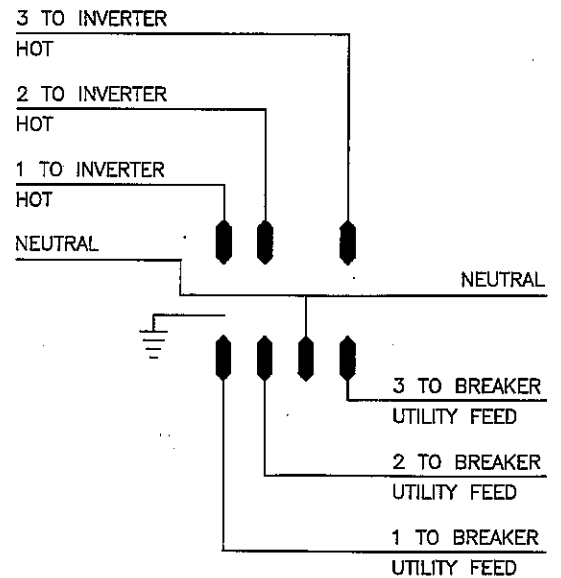 3 TO INVERTER
HOT
2 TO INVERTER
HOT
1 TO INVERTER
HOT
NEUTRAL
NEUTRAL
3 TO BREAKER
UTILITY FEED
2 TO BREAKER
UTILITY FEED
1 TO BREAKER
UTILITY FEED